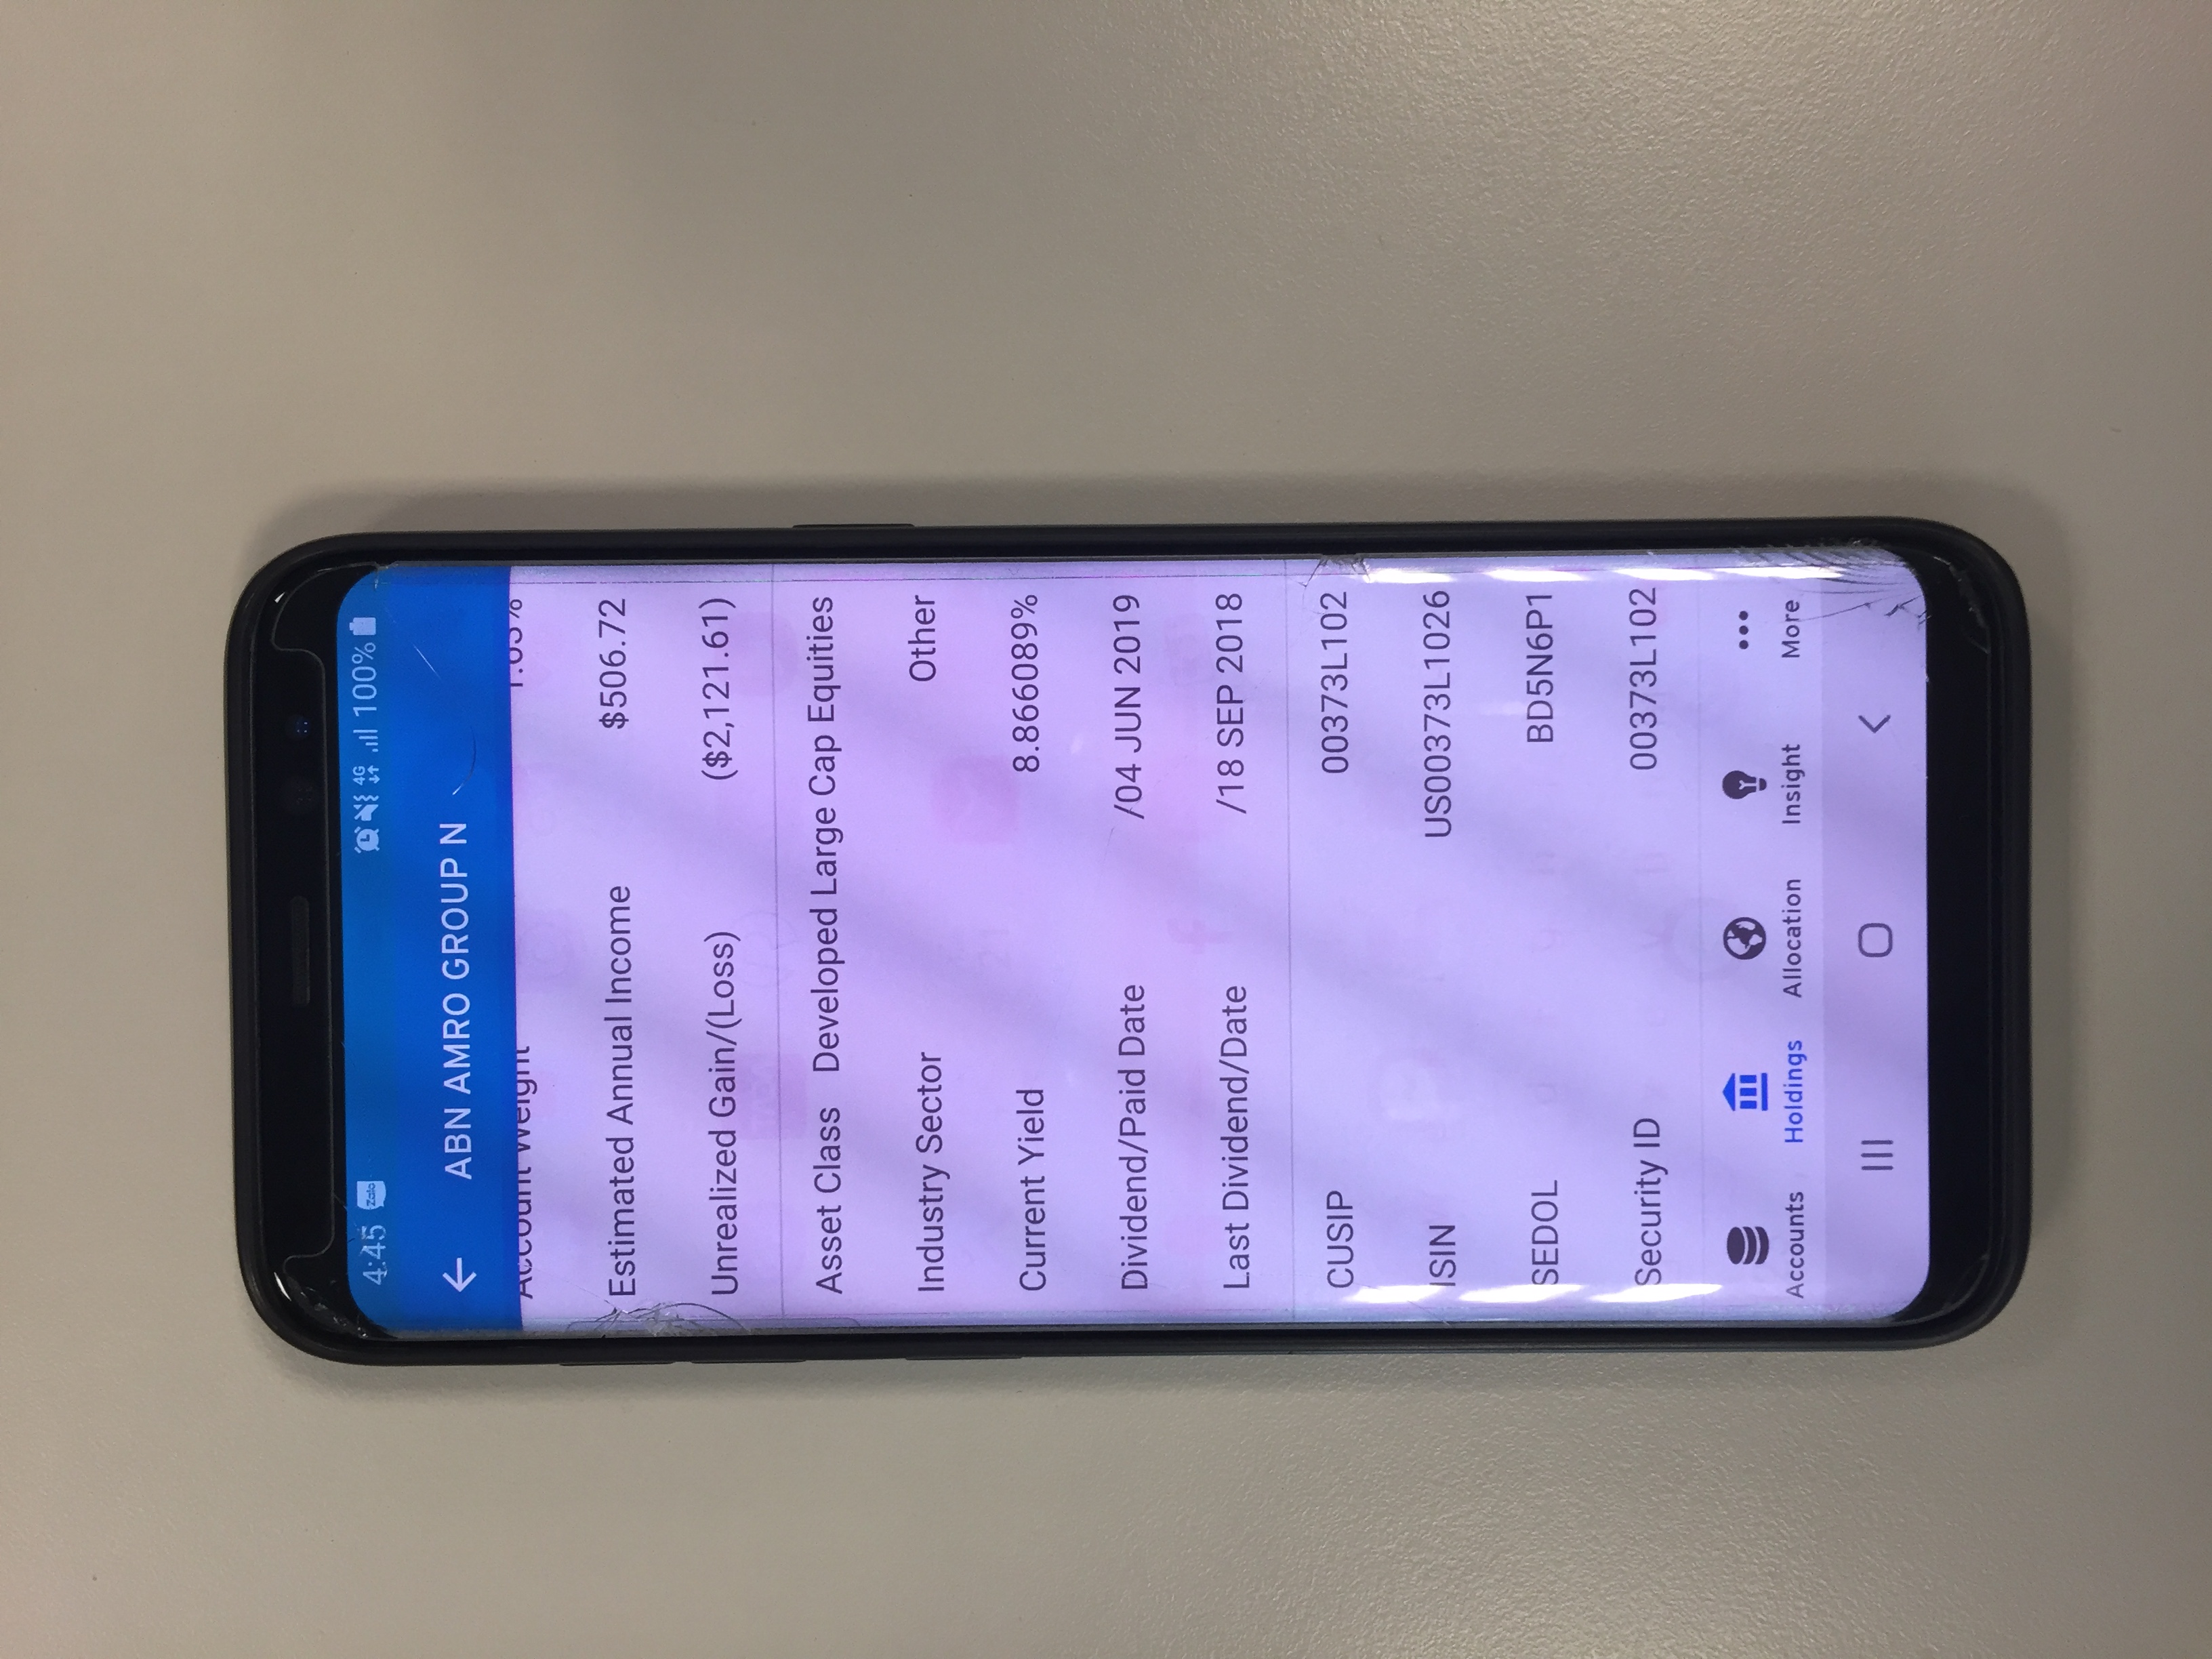 4:45 Zalo 4G 100%
ABN AMRO GROUP N
Account Weight 1.03%
Estimated Annual Income $506.72
Unrealized Gain/(Loss) ($2,121.61)
Asset Class Developed Large Cap Equities
Industry Sector Other
Current Yield 8.866089%
Dividend/Paid Date /04 JUN 2019
Last Dividend/Date /18 SEP 2018
CUSIP 00373L102
ISIN US00373L1026
SEDOL BD5N6P1
Security ID 00373L102
Accounts Holdings Allocation Insight More